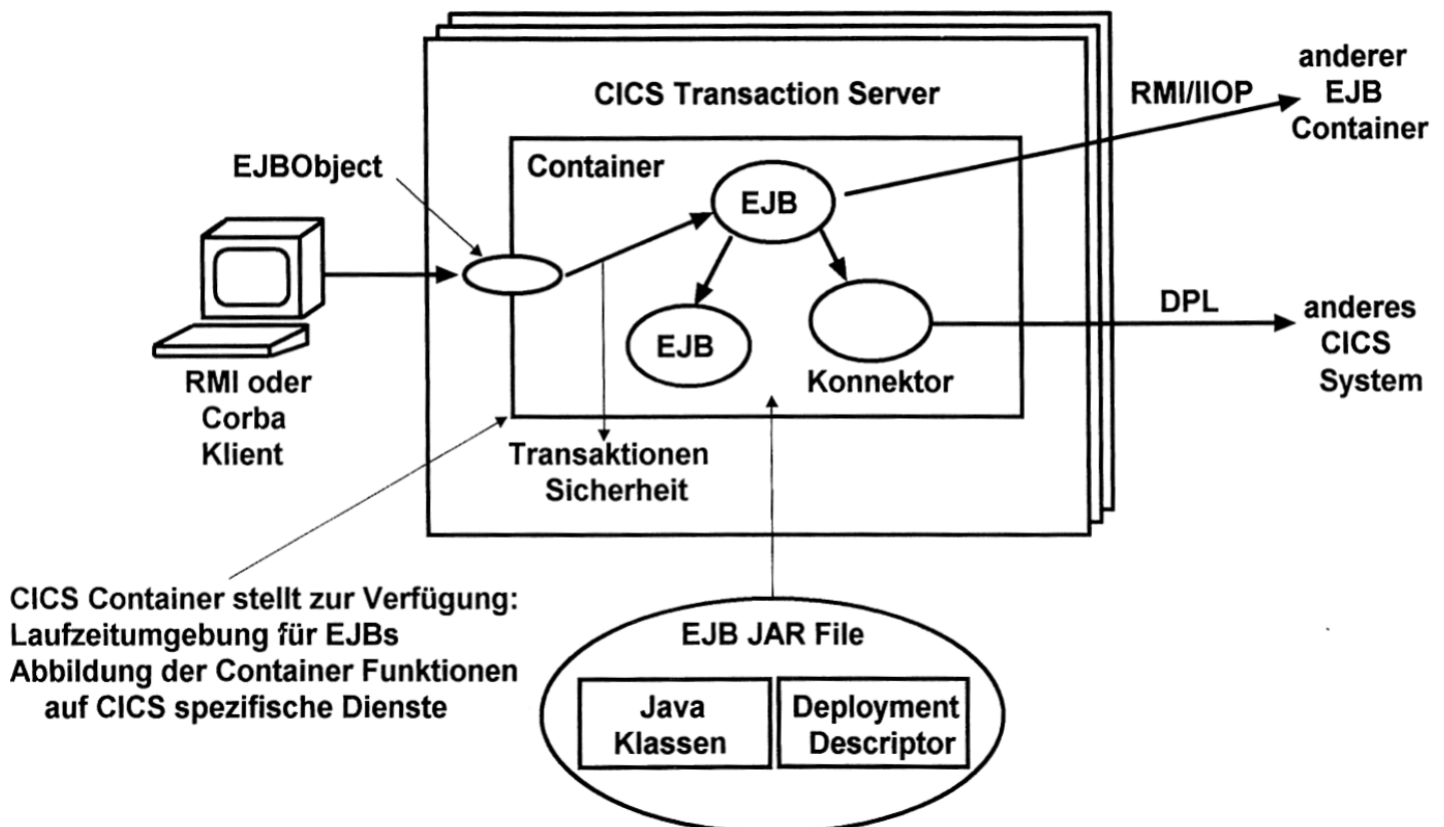 CICS Transaction Server
RMI/IIOP
anderer
EJB
Container
EJBObject
Container
EJB
EJB
Konnektor
DPL
anderes
CICS
System
RMI oder
Corba
Klient
Transaktionen
Sicherheit
CICS Container stellt zur Verfügung:
Laufzeitumgebung für EJBs
Abbildung der Container Funktionen
auf CICS spezifische Dienste
EJB JAR File
Java
Klassen
Deployment
Descriptor